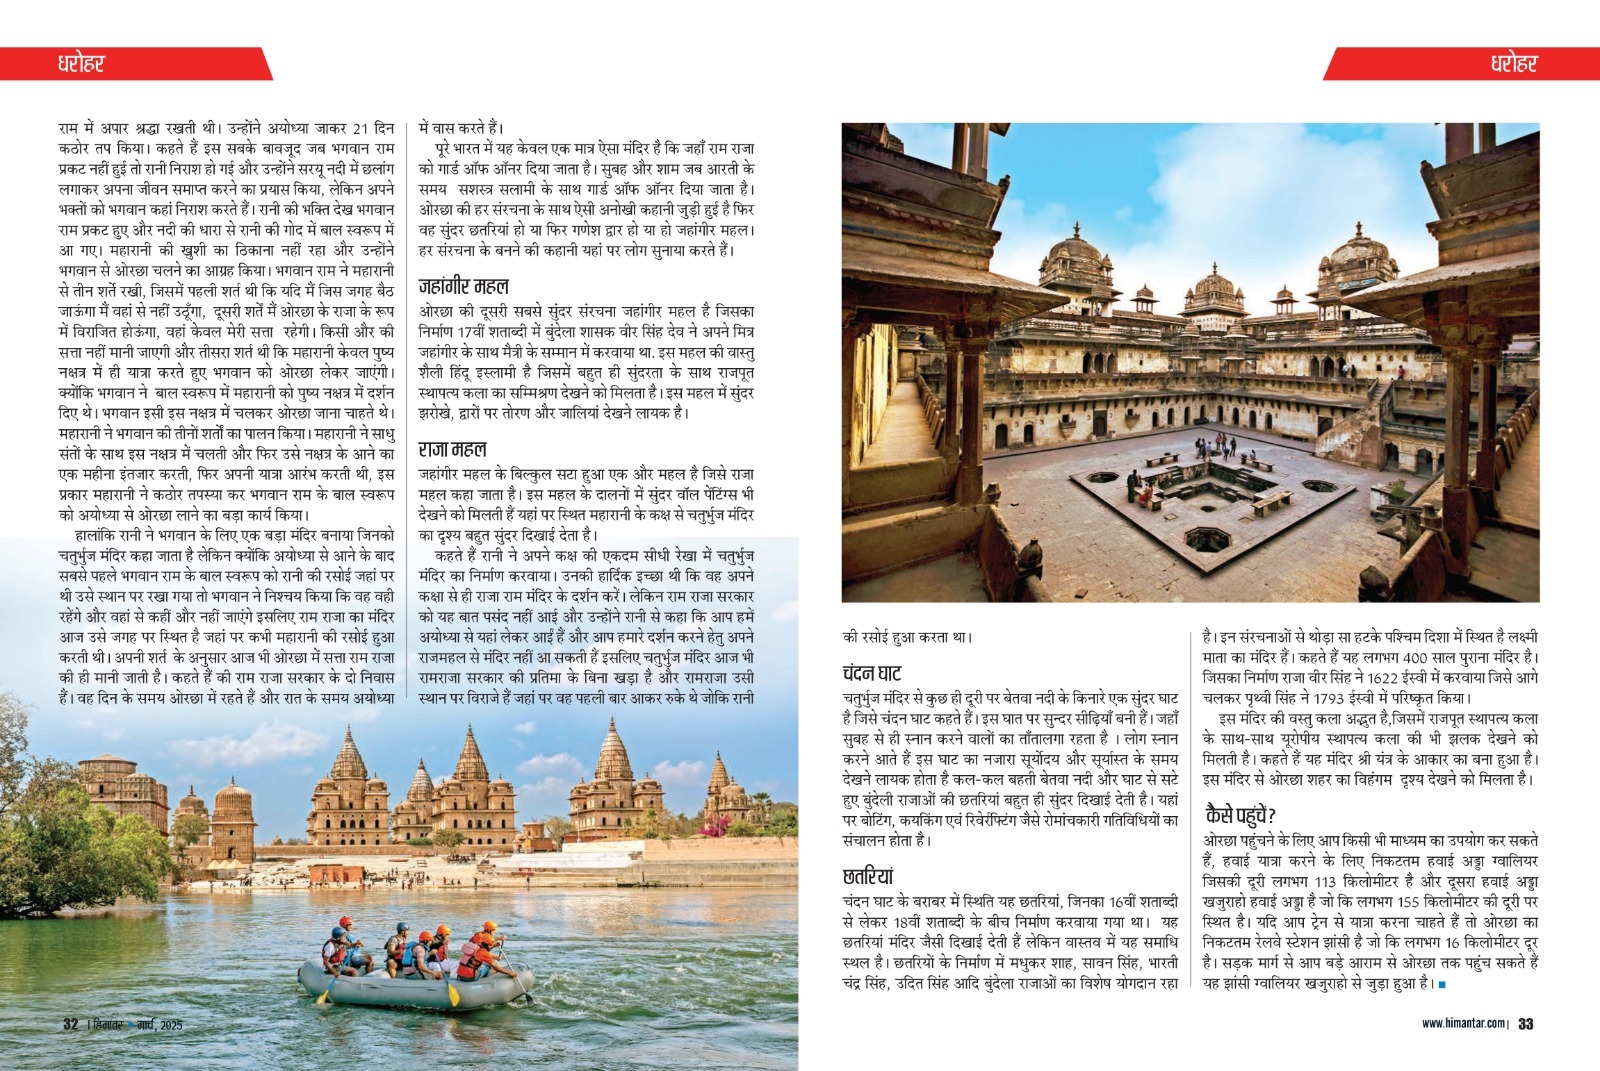 धरोहर
राम में अपार श्रद्धा रखती थी। उन्होंने अयोध्या जाकर 21 दिन
कठोर तप किया। कहते हैं इस सबके बावजूद जब भगवान राम
प्रकट नहीं हुई तो रानी निराश हो गई और उन्होंने सरयू नदी में छलांग
लगाकर अपना जीवन समाप्त करने का प्रयास किया, लेकिन अपने
भक्तों को भगवान कहां निराश करते हैं। रानी की भक्ति देख भगवान
राम प्रकट हुए और नदी की धारा से रानी की गोद में बाल स्वरूप में
आ गए। महारानी की खुशी का ठिकाना नहीं रहा और उन्होंने
भगवान से ओरछा चलने का आग्रह किया। भगवान राम ने महारानी
से तीन शर्ते रखी, जिसमें पहली शर्त थी कि यदि मैं जिस जगह बैठ
जाऊंगा मैं वहां से नहीं उठूँगा, दूसरी शर्तें मैं ओरछा के राजा के रूप
में विराजित होऊंगा, वहां केवल मेरी सत्ता रहेगी। किसी और की
सत्ता नहीं मानी जाएगी और तीसरा शर्त थी कि महारानी केवल पुष्य
नक्षत्र में ही यात्रा करते हुए भगवान को ओरछा लेकर जाएंगी।
क्योंकि भगवान ने बाल स्वरूप में महारानी को पुष्य नक्षत्र में दर्शन
दिए थे। भगवान इसी इस नक्षत्र में चलकर ओरछा जाना चाहते थे।
महारानी ने भगवान की तीनों शर्तों का पालन किया। महारानी ने साधु
संतों के साथ इस नक्षत्र में चलती और फिर उसे नक्षत्र के आने का
एक महीना इंतजार करती, फिर अपनी यात्रा आरंभ करती थी, इस
प्रकार महारानी ने कठोर तपस्या कर भगवान राम के बाल स्वरूप
को अयोध्या से ओरछा लाने का बड़ा कार्य किया।
हालांकि रानी ने भगवान के लिए एक बड़ा मंदिर बनाया जिनको
चतुर्भुज मंदिर कहा जाता है लेकिन क्योंकि अयोध्या से आने के बाद
सबसे पहले भगवान राम के बाल स्वरूप को रानी की रसोई जहां पर
थी उसे स्थान पर रखा गया तो भगवान ने निश्चय किया कि वह वही
रहेंगे और वहां से कहीं और नहीं जाएंगे इसलिए राम राजा का मंदिर
आज उसे जगह पर स्थित है जहां पर कभी महारानी की रसोई हुआ
करती थी। अपनी शर्त के अनुसार आज भी ओरछा में सत्ता राम राजा
की ही मानी जाती है। कहते हैं की राम राजा सरकार के दो निवास
हैं। वह दिन के समय ओरछा में रहते हैं और रात के समय अयोध्या
में वास करते हैं।
पूरे भारत में यह केवल एक मात्र ऐसा मंदिर है कि जहाँ राम राजा
को गार्ड ऑफ ऑनर दिया जाता है। सुबह और शाम जब आरती के
समय सशस्त्र सलामी के साथ गार्ड ऑफ ऑनर दिया जाता है।
ओरछा की हर संरचना के साथ ऐसी अनोखी कहानी जुड़ी हुई है फिर
वह सुंदर छतरियां हो या फिर गणेश द्वार हो या हो जहांगीर महल।
हर संरचना के बनने की कहानी यहां पर लोग सुनाया करते हैं।
जहांगीर महल
ओरछा की दूसरी सबसे सुंदर संरचना जहांगीर महल है जिसका
निर्माण 17वीं शताब्दी में बुंदेला शासक वीर सिंह देव ने अपने मित्र
जहांगीर के साथ मैत्री के सम्मान में करवाया था. इस महल की वास्तु
शैली हिंदू इस्लामी है जिसमें बहुत ही सुंदरता के साथ राजपूत
स्थापत्य कला का सम्मिश्रण देखने को मिलता है। इस महल में सुंदर
झरोखे, द्वारों पर तोरण और जालियां देखने लायक है।
राजा महल
जहांगीर महल के बिल्कुल सटा हुआ एक और महल है जिसे राजा
महल कहा जाता है। इस महल के दालनों में सुंदर वॉल पेंटिंग्स भी
देखने को मिलती हैं यहां पर स्थित महारानी के कक्ष से चतुर्भुज मंदिर
का दृश्य बहुत सुंदर दिखाई देता है।
कहते हैं रानी ने अपने कक्ष की एकदम सीधी रेखा में चतुर्भुज
मंदिर का निर्माण करवाया। उनकी हार्दिक इच्छा थी कि वह अपने
कक्षा से ही राजा राम मंदिर के दर्शन करें। लेकिन राम राजा सरकार
को यह बात पसंद नहीं आई और उन्होंने रानी से कहा कि आप हमें
अयोध्या से यहां लेकर आईं हैं और आप हमारे दर्शन करने हेतु अपने
राजमहल से मंदिर नहीं आ सकती हैं इसलिए चतुर्भुज मंदिर आज भी
रामराजा सरकार की प्रतिमा के बिना खड़ा है और रामराजा उसी
स्थान पर विराजे हैं जहां पर वह पहली बार आकर रुके थे जोकि रानी
32 । हिमांतर मार्च, 2025
धरोहर
की रसोई हुआ करता था।
चंदन घाट
चतुर्भुज मंदिर से कुछ ही दूरी पर बेतवा नदी के किनारे एक सुंदर घाट
है जिसे चंदन घाट कहते हैं। इस घात पर सुन्दर सीढ़ियाँ बनी हैं। जहाँ
सुबह से ही स्नान करने वालों का ताँतालगा रहता है । लोग स्नान
करने आते हैं इस घाट का नजारा सूर्योदय और सूर्यास्त के समय
देखने लायक होता है कल-कल बहती बेतवा नदी और घाट से सटे
हुए बुंदेली राजाओं की छतरियां बहुत ही सुंदर दिखाई देती है। यहां
पर बोटिंग, कयकिंग एवं रिवेर्राफ्टिंग जैसे रोमांचकारी गतिविधियों का
संचालन होता है।
छतरियां
चंदन घाट के बराबर में स्थिति यह छतरियां, जिनका 16वीं शताब्दी
से लेकर 18वीं शताब्दी के बीच निर्माण करवाया गया था। यह
छतरियां मंदिर जैसी दिखाई देती हैं लेकिन वास्तव में यह समाधि
स्थल है। छतरियों के निर्माण में मधुकर शाह, सावन सिंह, भारती
चंद्र सिंह, उदित सिंह आदि बुंदेला राजाओं का विशेष योगदान रहा
है। इन संरचनाओं से थोड़ा सा हटके पश्चिम दिशा में स्थित है लक्ष्मी
माता का मंदिर हैं। कहते हैं यह लगभग 400 साल पुराना मंदिर है।
जिसका निर्माण राजा वीर सिंह ने 1622 ईस्वी में करवाया जिसे आगे
चलकर पृथ्वी सिंह ने 1793 ईस्वी में परिष्कृत किया।
इस मंदिर की वस्तु कला अद्भुत है,जिसमें राजपूत स्थापत्य कला
के साथ-साथ यूरोपीय स्थापत्य कला की भी झलक देखने को
मिलती है। कहते हैं यह मंदिर श्री यंत्र के आकार का बना हुआ है।
इस मंदिर से ओरछा शहर का विहंगम दृश्य देखने को मिलता है।
कैसे पहुंचें?
ओरछा पहुंचने के लिए आप किसी भी माध्यम का उपयोग कर सकते
हैं, हवाई यात्रा करने के लिए निकटतम हवाई अड्डा ग्वालियर
जिसकी दूरी लगभग 113 किलोमीटर है और दूसरा हवाई अड्डा
खजुराहो हवाई अड्डा है जो कि लगभग 155 किलोमीटर की दूरी पर
स्थित है। यदि आप ट्रेन से यात्रा करना चाहते हैं तो ओरछा का
निकटतम रेलवे स्टेशन झांसी है जो कि लगभग 16 किलोमीटर दूर
है। सड़क मार्ग से आप बड़े आराम से ओरछा तक पहुंच सकते हैं
यह झांसी ग्वालियर खजुराहो से जुड़ा हुआ है।
www.himantar.com| 33